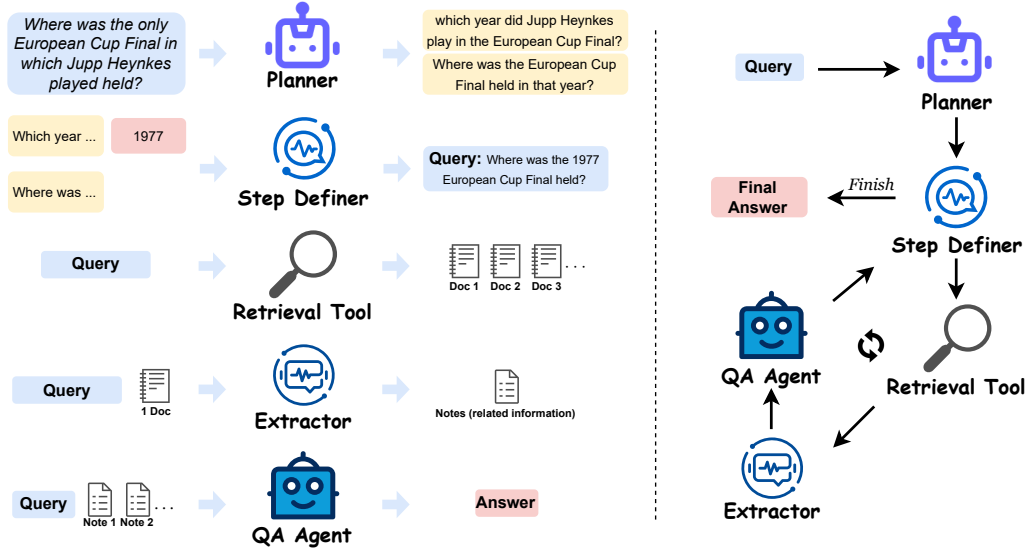 Where was the only
European Cup Final in
which Jupp Heynkes
played held?
Planner
which year did Jupp Heynkes
play in the European Cup Final?
Where was the European Cup
Final held in that year?
Which year ...
1977
Where was ...
Step Definer
Query: Where was the 1977
European Cup Final held?
Query
Retrieval Tool
Doc 1 Doc 2 Doc 3
...
Query
1 Doc
Extractor
Notes (related information)
Query
Note 1 Note 2
...
QA Agent
Answer
Query
Planner
Final
Answer
Finish
Step Definer
QA Agent
Retrieval Tool
Extractor